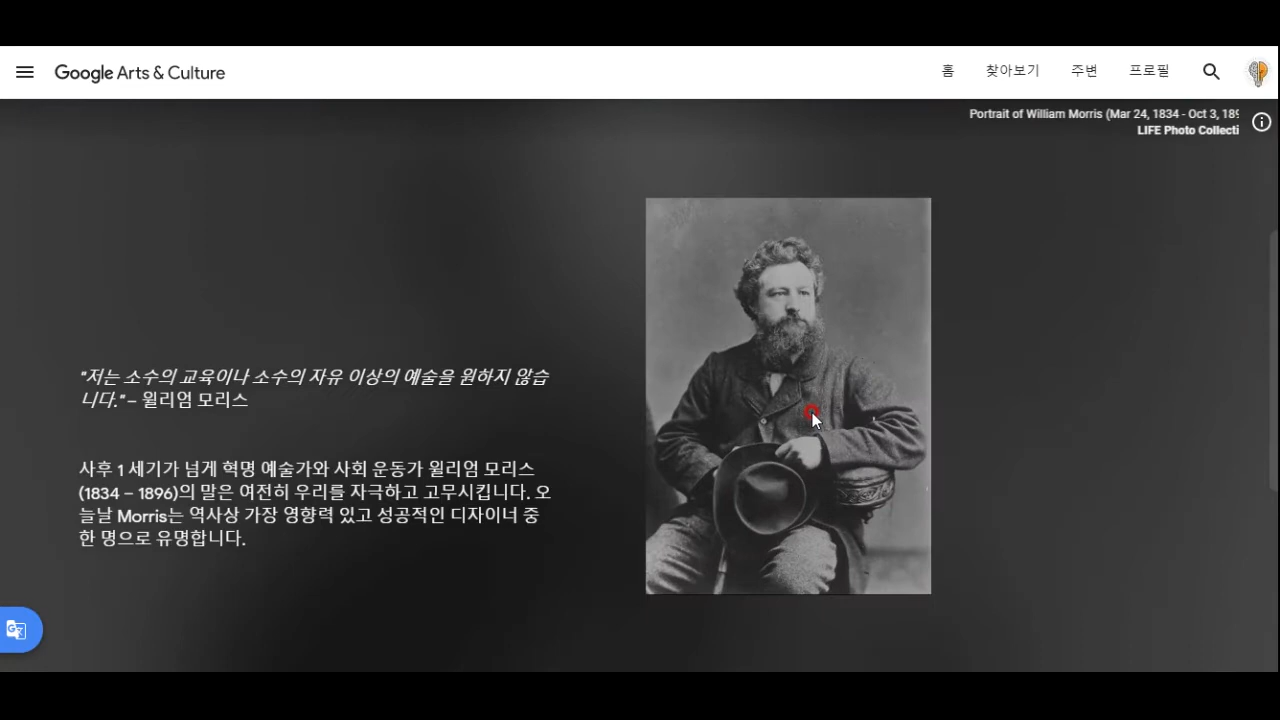 Google Arts & Culture
홈 찾아보기 주변 프로필
Portrait of William Morris (Mar 24, 1834 - Oct 3, 189
LIFE Photo Collecti
"저는 소수의 교육이나 소수의 자유 이상의 예술을 원하지 않습
니다." – 윌리엄 모리스
사후 1 세기가 넘게 혁명 예술가와 사회 운동가 윌리엄 모리스
(1834 – 1896)의 말은 여전히 우리를 자극하고 고무시킵니다. 오
늘날 Morris는 역사상 가장 영향력 있고 성공적인 디자이너 중
한 명으로 유명합니다.